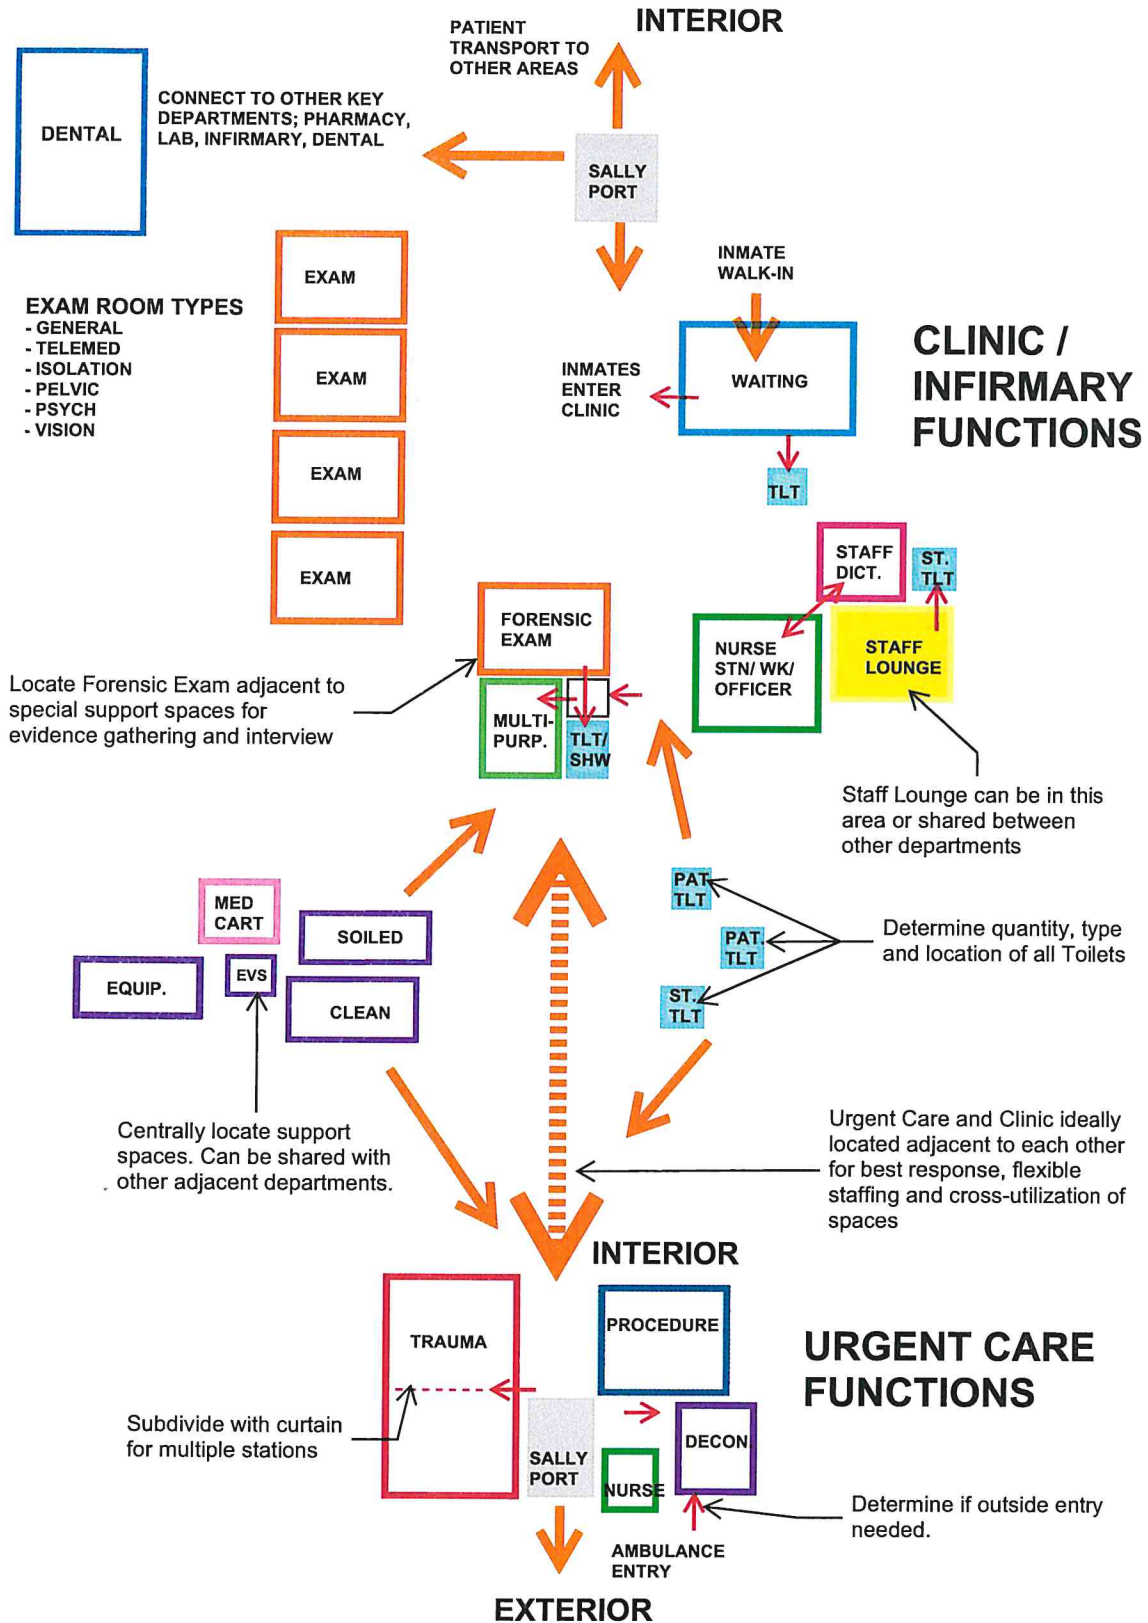 INTERIOR
PATIENT
TRANSPORT TO
OTHER AREAS
DENTAL
CONNECT TO OTHER KEY
DEPARTMENTS; PHARMACY,
LAB, INFIRMARY, DENTAL
SALLY
PORT
EXAM
INMATE
WALK-IN
EXAM ROOM TYPES
- GENERAL
- TELEMED
- ISOLATION
- PELVIC
- PSYCH
- VISION
EXAM
INMATES
ENTER
CLINIC
WAITING
CLINIC /
INFIRMARY
FUNCTIONS
EXAM
TLT
EXAM
STAFF
DICT.
ST.
TLT
FORENSIC
EXAM
NURSE
STN/ WK/
OFFICER
STAFF
LOUNGE
Locate Forensic Exam adjacent to
special support spaces for
evidence gathering and interview
MULTI-
PURP.
TLT/
SHW
Staff Lounge can be in this
area or shared between
other departments
MED
CART
SOILED
EQUIP.
EVS
CLEAN
PAT
TLT
PAT.
TLT
ST.
TLT
Determine quantity, type
and location of all Toilets
Centrally locate support
spaces. Can be shared with
other adjacent departments.
Urgent Care and Clinic ideally
located adjacent to each other
for best response, flexible
staffing and cross-utilization of
spaces
INTERIOR
TRAUMA
PROCEDURE
URGENT CARE
FUNCTIONS
Subdivide with curtain
for multiple stations
SALLY
PORT
NURSE
DECON.
Determine if outside entry
needed.
AMBULANCE
ENTRY
EXTERIOR